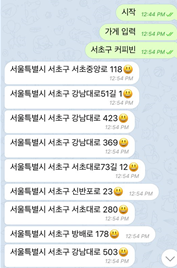 시작
12:44 PM
가게 입력
12:54 PM
서초구 커피빈
12:54 PM
서울특별시 서초구 서초중앙로 118😃
12:54 PM
서울특별시 서초구 강남대로51길 1😃
12:54 PM
서울특별시 서초구 강남대로 423😃
12:54 PM
서울특별시 서초구 강남대로 369😃
12:54 PM
서울특별시 서초구 서초대로73길 12😃
12:54 PM
서울특별시 서초구 신반포로 23😃
12:54 PM
서울특별시 서초구 서초대로 280😃
12:54 PM
서울특별시 서초구 방배로 178😃
12:54 PM
서울특별시 서초구 강남대로 503😃
12:54 PM